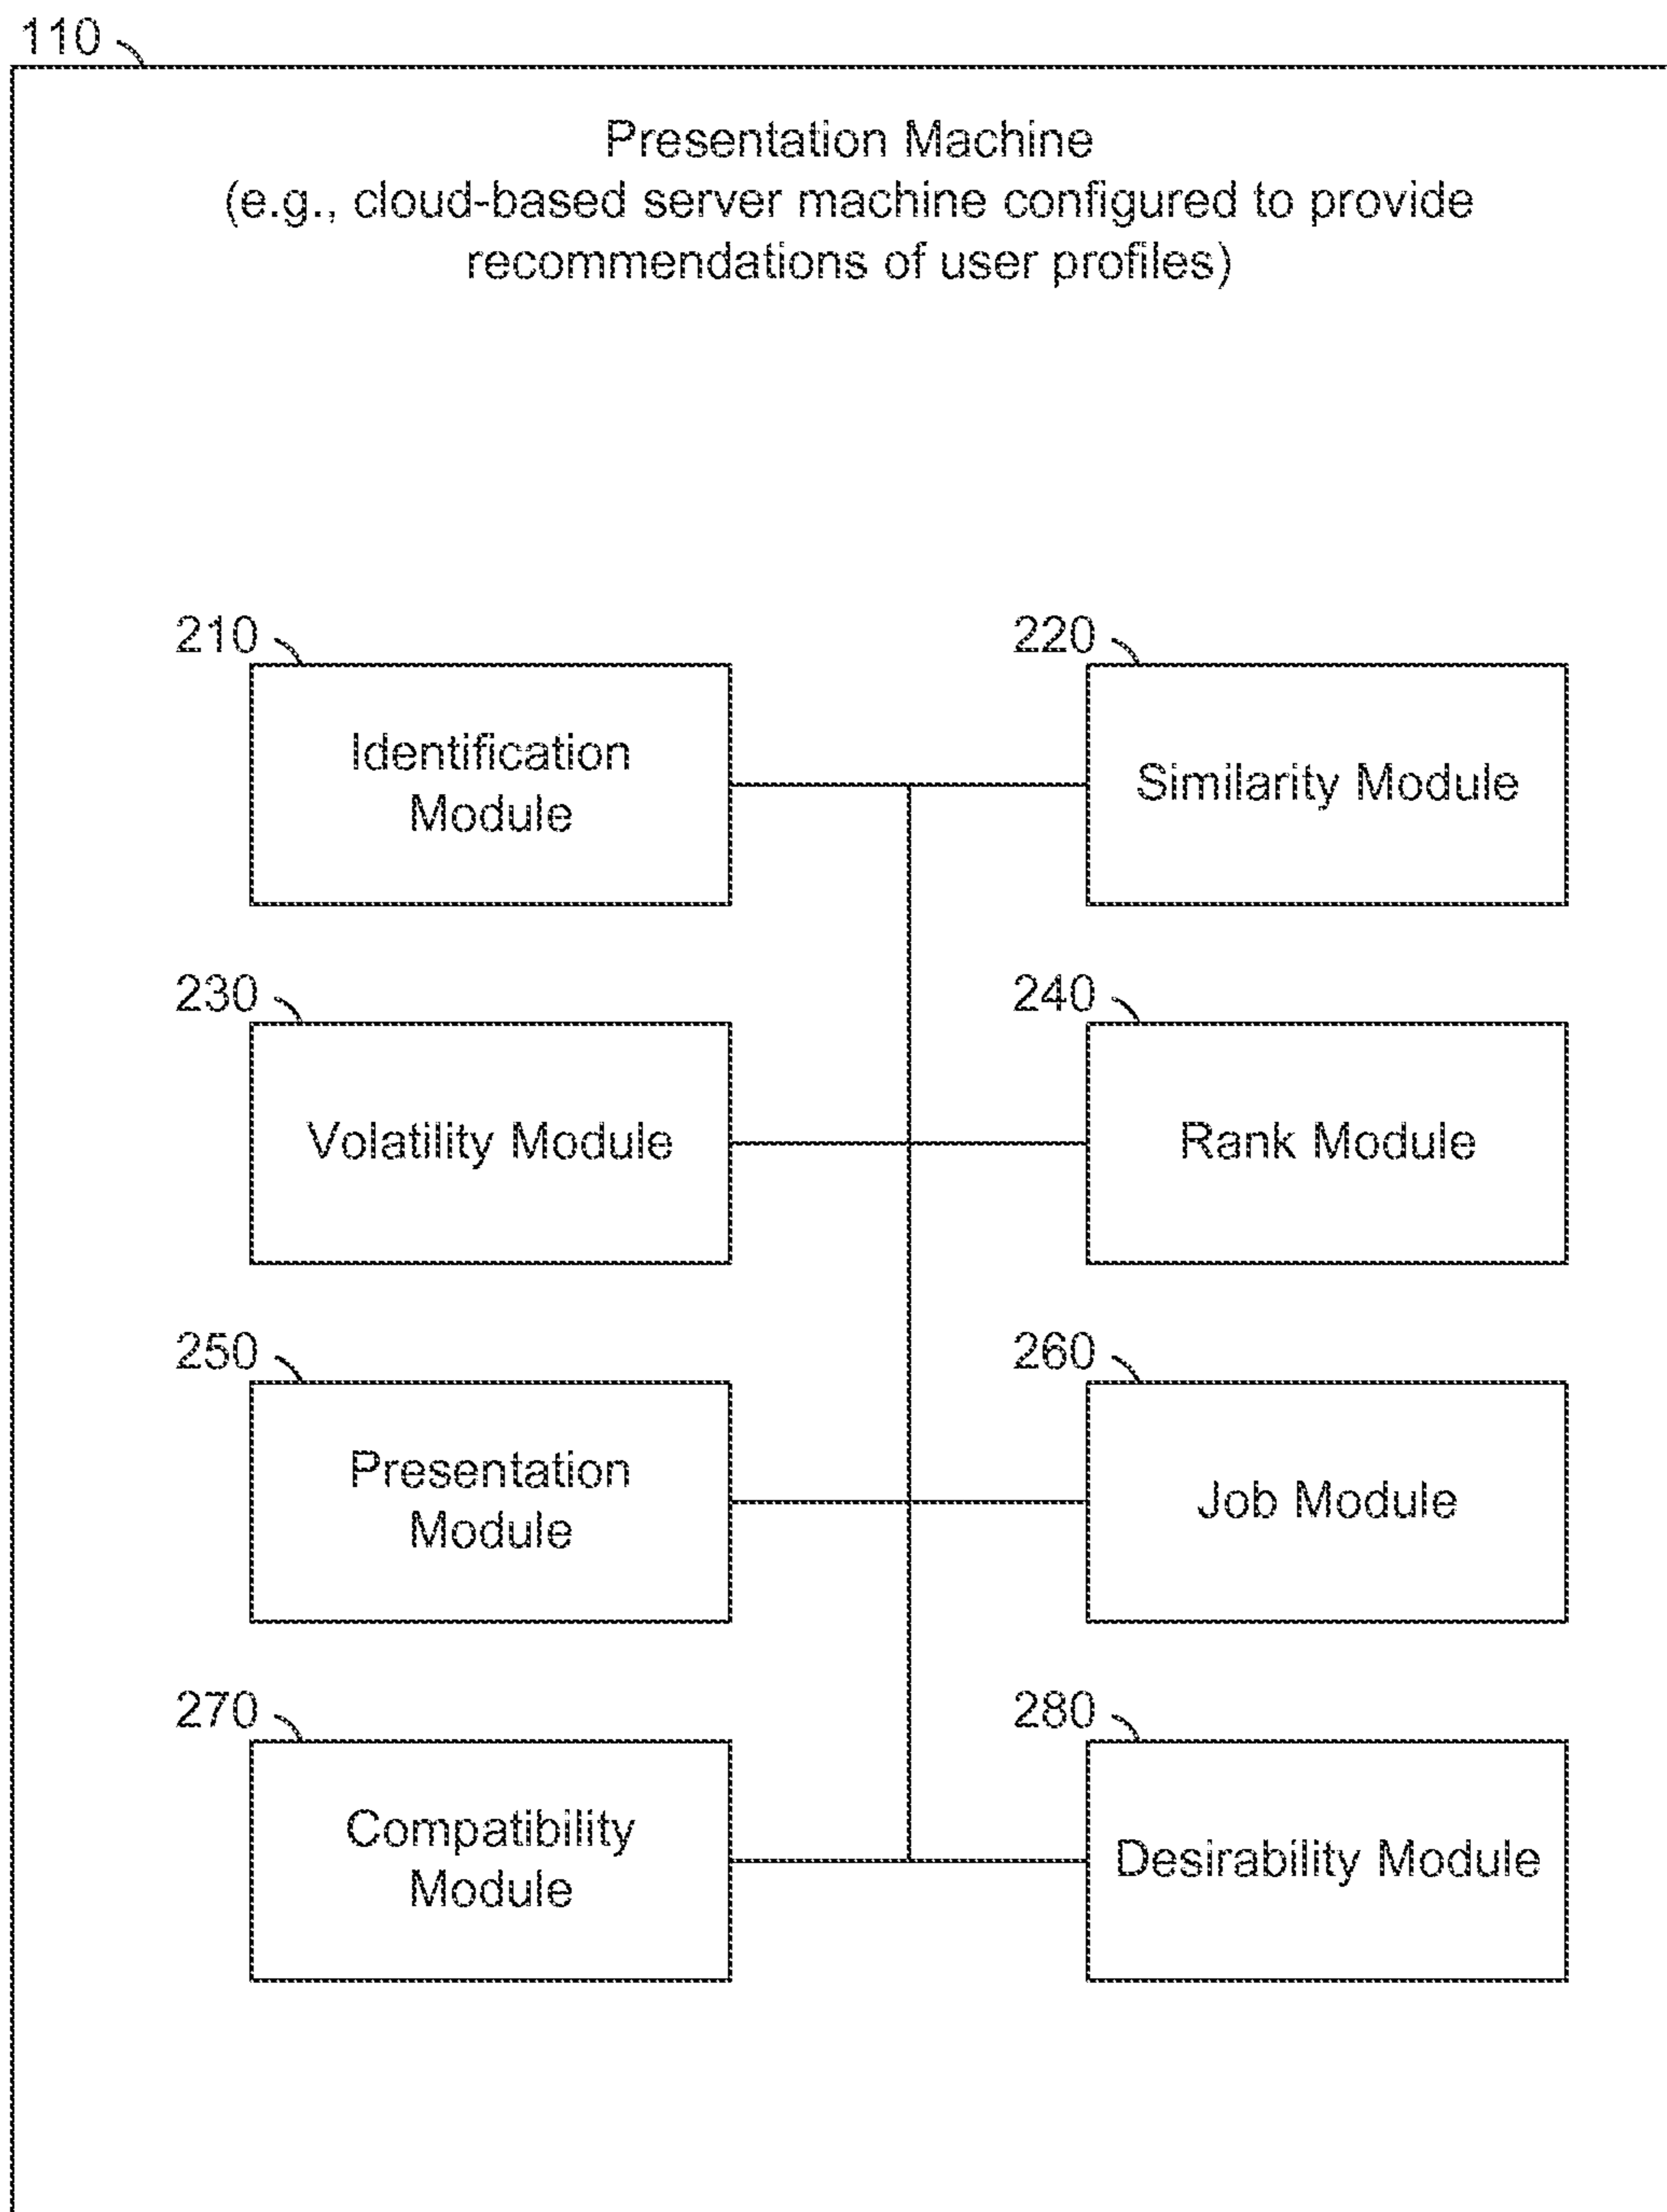 110
Presentation Machine
(e.g., cloud-based server machine configured to provide
recommendations of user profiles)
210
Identification
Module
220
Similarity Module
230
Volatility Module
240
Rank Module
250
Presentation
Module
260
Job Module
270
Compatibility
Module
280
Desirability Module